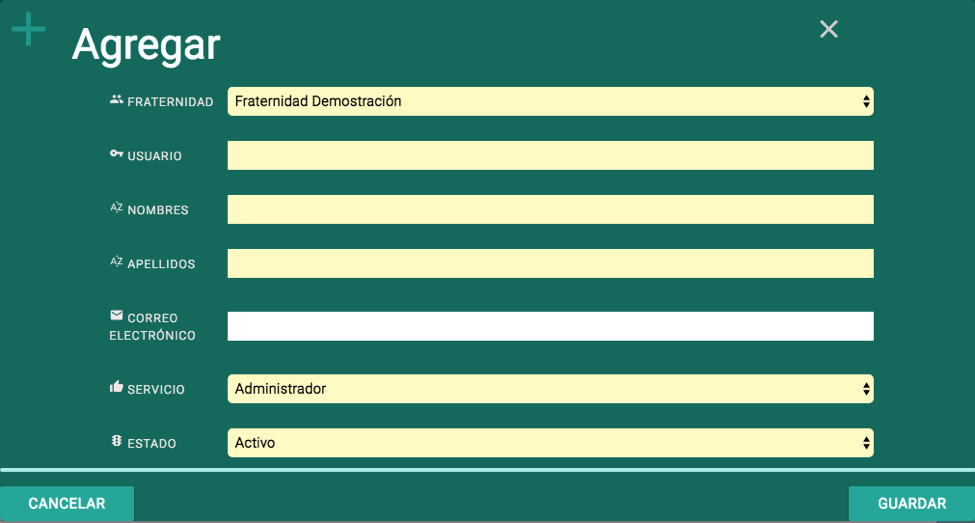 Agregar
FRATERNIDAD Fraternidad Demostración
USUARIO
NOMBRES
APELLIDOS
CORREO
ELECTRÓNICO
SERVICIO Administrador
ESTADO Activo
CANCELAR GUARDAR